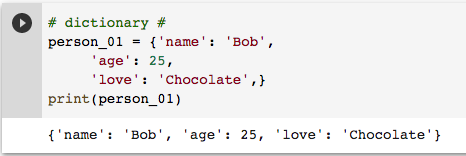 # dictionary #
person_01 = {'name': 'Bob',
'age': 25,
'love': 'Chocolate',}
print(person_01)
{'name': 'Bob', 'age': 25, 'love': 'Chocolate'}